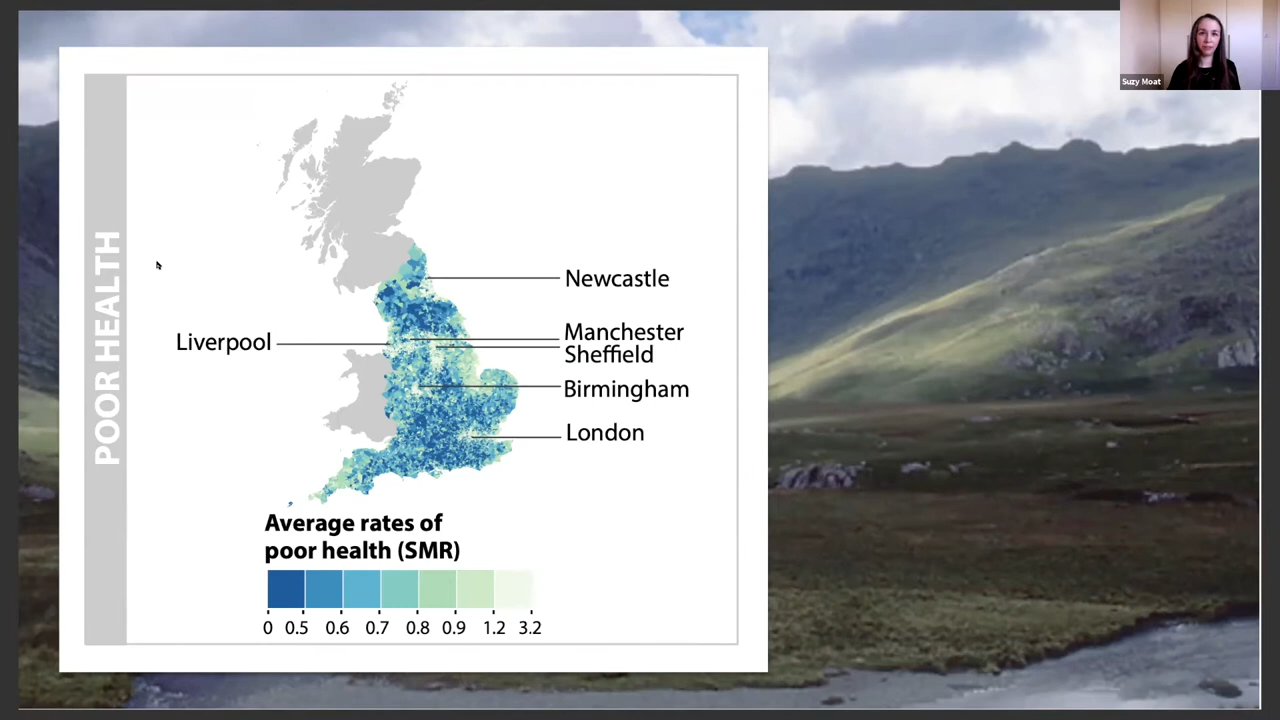 Suzy Moat
POOR HEALTH
Newcastle
Manchester
Liverpool
Sheffield
Birmingham
London
Average rates of
poor health (SMR)
0 0.5 0.6 0.7 0.8 0.9 1.2 3.2